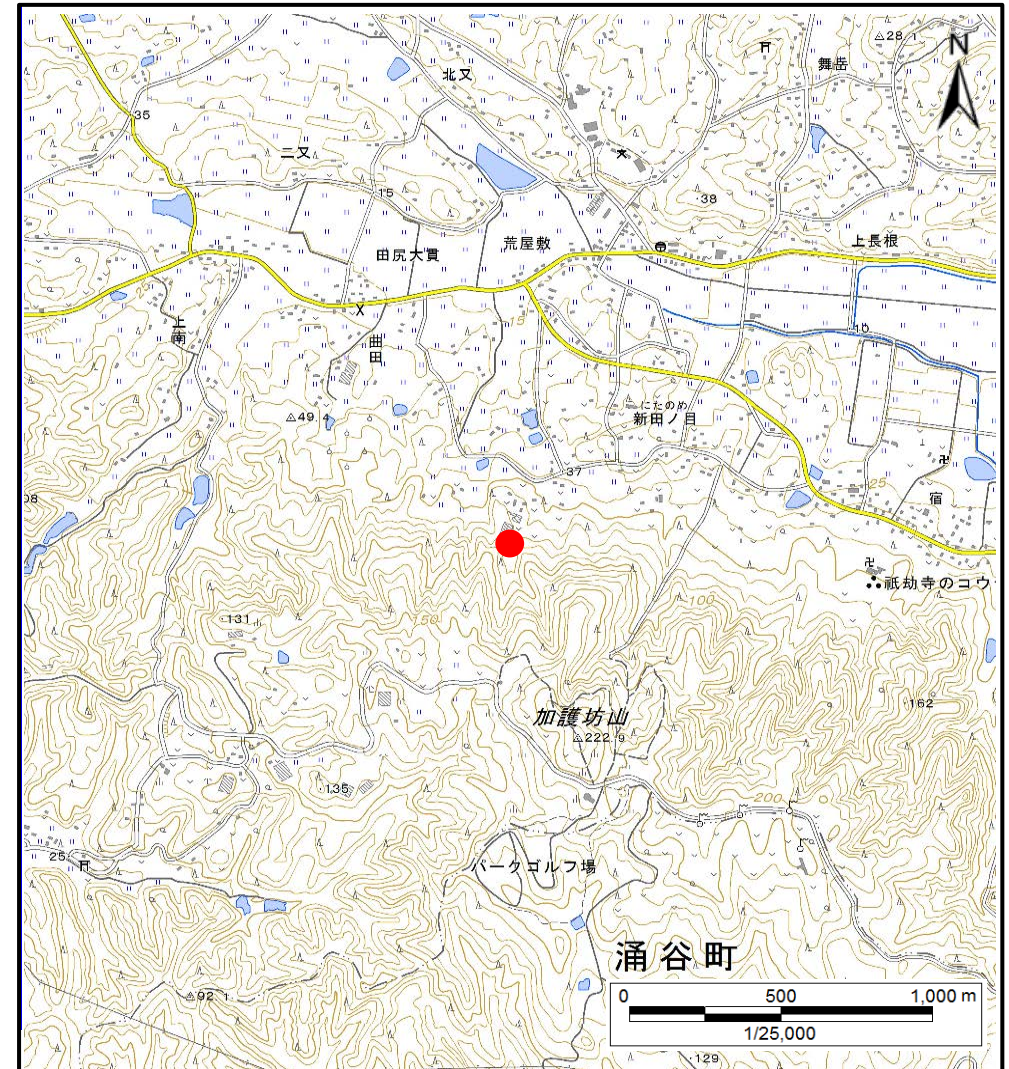 28.1
N
舞岳
北又
35
二又
15
38
荒屋敷
上長根
田尻大貫
上南
曲田
15
10
49.4
にたのめ
新田ノ目
37
25
宿
祇劫寺のコウ
100
150
131
162
加護坊山
222.9
135
200
25
パークゴルフ場
涌谷町
92.1
0 500 1,000 m
1/25,000
129